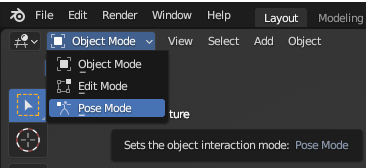 File Edit Render Window Help Layout Modeling
Object Mode View Select Add Object
Object Mode
Edit Mode
Pose Mode
ture
Sets the object interaction mode: Pose Mode